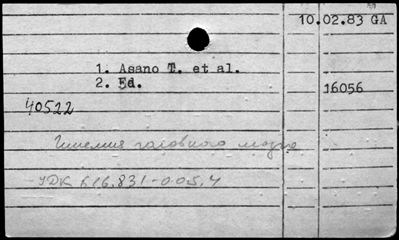 10.02.83 GA
1. Asano T. et al.
2. Ed.
16056
40522
Ишемия головного мозга
УДК 616.831-005.4